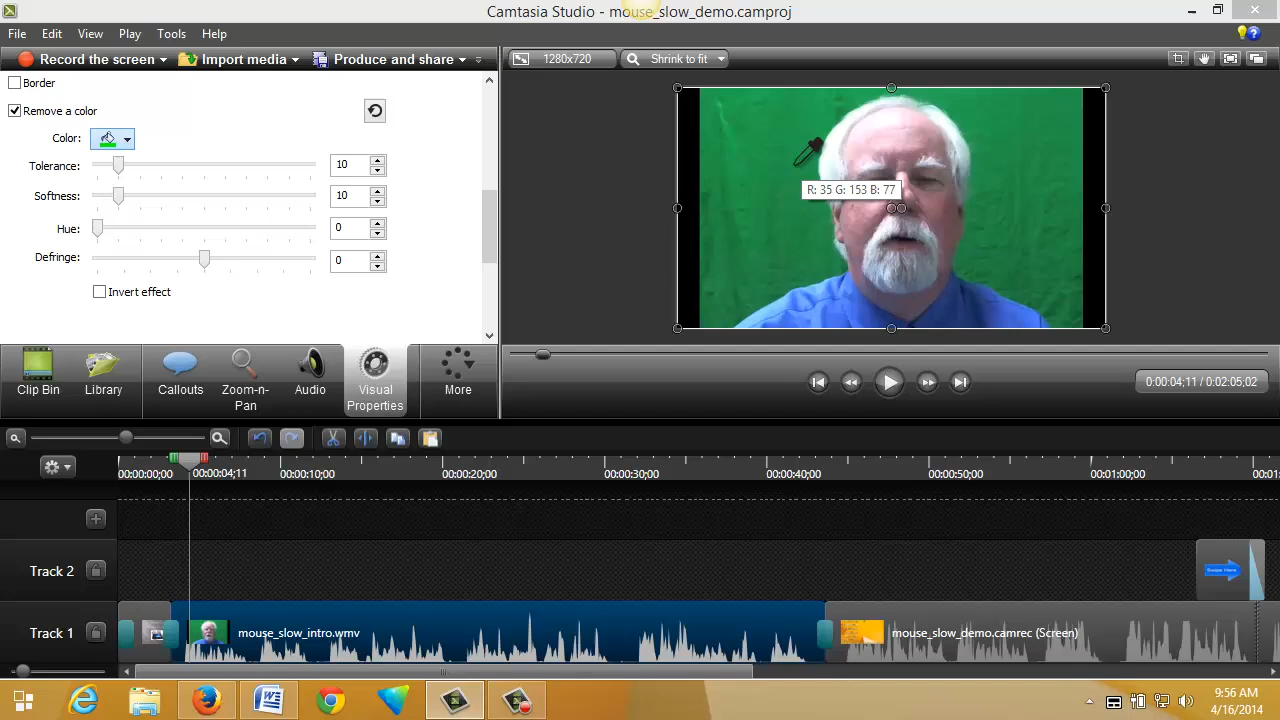 Camtasia Studio - mouse_slow_demo.camproj
File Edit View Play Tools Help
Record the screen Import media Produce and share
1280x720 Shrink to fit
Border
Remove a color
Color:
Tolerance: 10
Softness: 10
Hue: 0
Defringe: 0
Invert effect
R: 35 G: 153 B: 77
Clip Bin Library Callouts Zoom-n-Pan Audio Visual Properties More
0:00:04;11 / 0:02:05;02
00:00:00;00 00:00:04;11 00:00:10;00 00:00:20;00 00:00:30;00 00:00:40;00 00:00:50;00 00:01:00;00 00:01:
Track 2
Swipe Here
Track 1 mouse_slow_intro.wmv mouse_slow_demo.camrec (Screen)
9:56 AM
4/16/2014